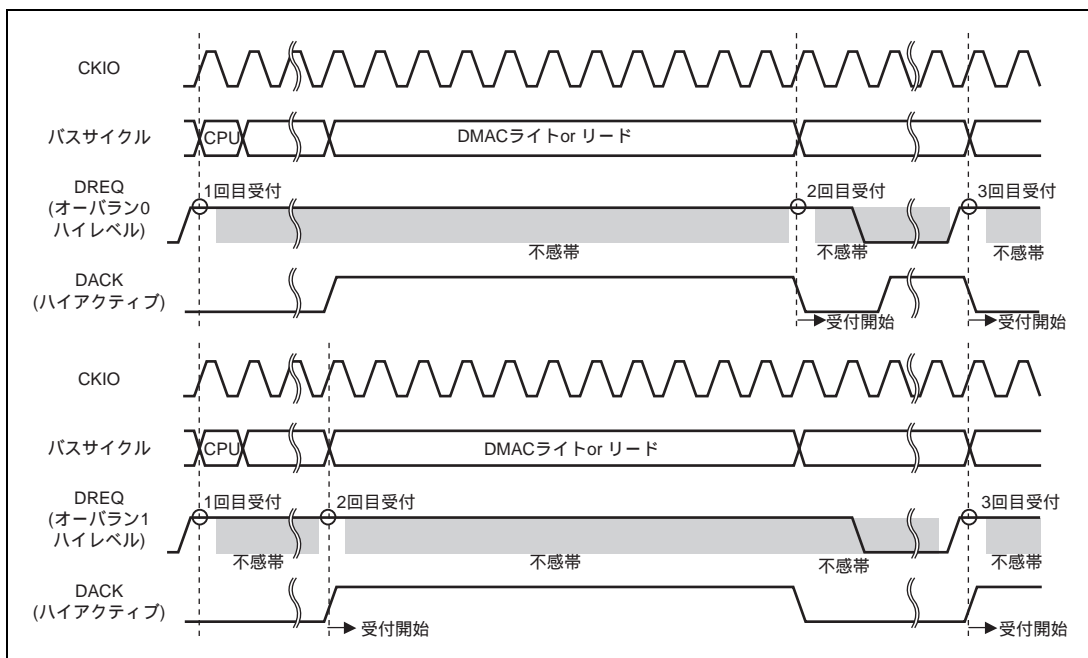 CKIO
バスサイクル
CPU
DMACライトor リード
DREQ
(オーバラン0
ハイレベル)
1回目受付
2回目受付
3回目受付
不感帯
不感帯
不感帯
DACK
(ハイアクティブ)
受付開始
受付開始
CKIO
バスサイクル
CPU
DMACライトor リード
DREQ
(オーバラン1
ハイレベル)
1回目受付
2回目受付
3回目受付
不感帯
不感帯
不感帯
不感帯
DACK
(ハイアクティブ)
受付開始
受付開始